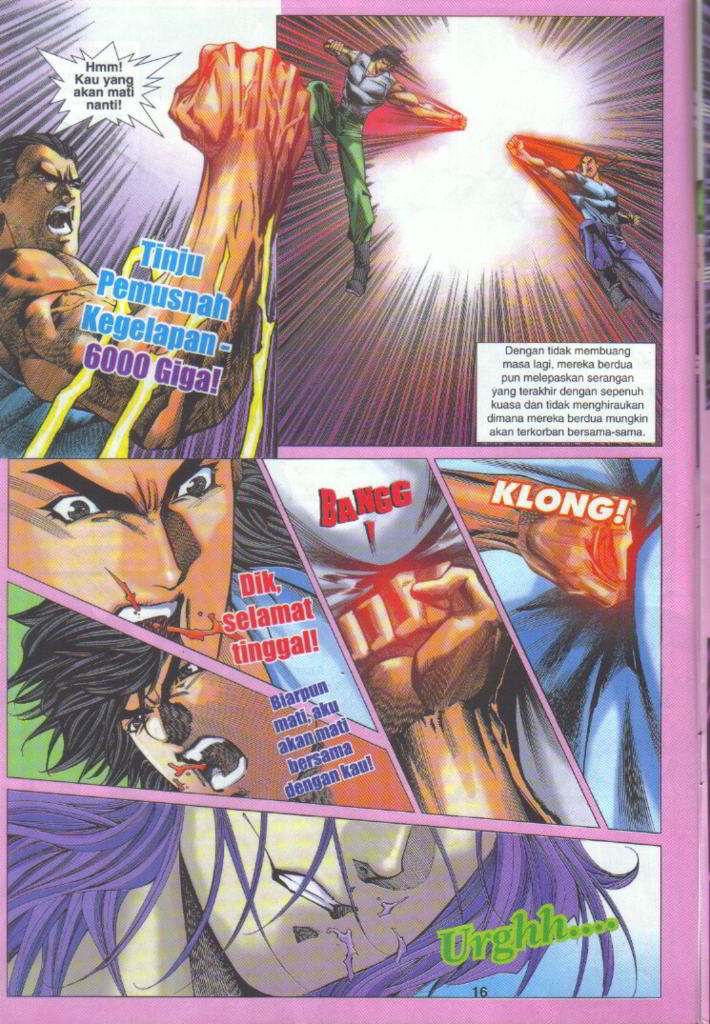 Hmm!
Kau yang
akan mati
nanti!
Tinju
Pemusnah
Kegelapan -
6000 Giga!
Dengan tidak membuang
masa lagi, mereka berdua
pun melepaskan serangan
yang terakhir dengan sepenuh
kuasa dan tidak menghiraukan
dimana mereka berdua mungkin
akan terkorban bersama-sama.
Dik,
selamat
tinggal!
BANGG
!
KLONG!
Biarpun
mati, aku
akan mati
bersama
dengan kau!
Urghh....
16